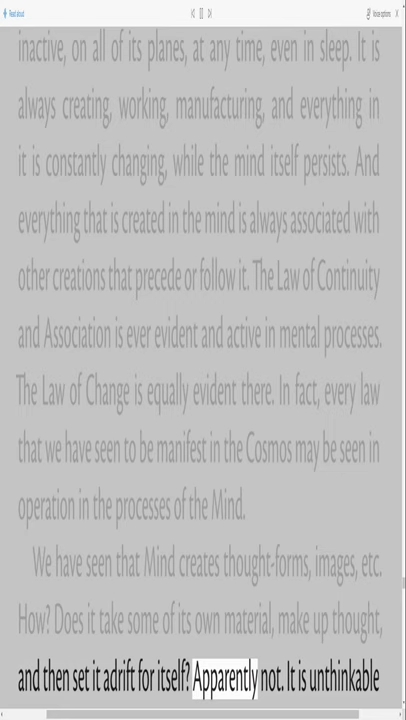 Read aloud
Voice options
inactive, on all of its planes, at any time, even in sleep. It is
always creating, working, manufacturing, and everything in
it is constantly changing, while the mind itself persists. And
everything that is created in the mind is always associated with
other creations that precede or follow it. The Law of Continuity
and Association is ever evident and active in mental processes.
The Law of Change is equally evident there. In fact, every law
that we have seen to be manifest in the Cosmos may be seen in
operation in the processes of the Mind.
We have seen that Mind creates thought-forms, images, etc.
How? Does it take some of its own material, make up thought,
and then set it adrift for itself? Apparently not. It is unthinkable